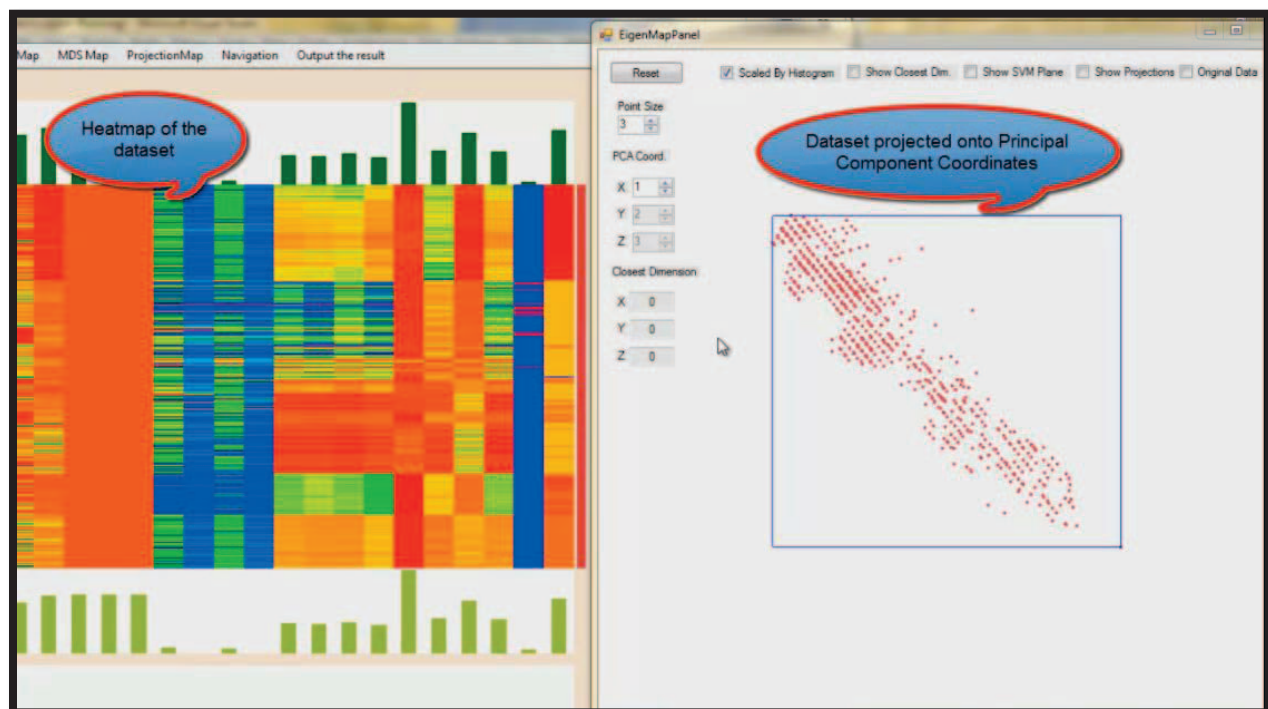 Map MDS Map ProjectionMap Navigation Output the result
Heatmap of the
dataset
EigenMapPanel
Reset
Scaled By Histogram Show Closest Dim. Show SVM Plane Show Projections Orginal Data
Point Size
3
PCA Coord.
X 1
Y 2
Z 3
Closest Dimension
X 0
Y 0
Z 0
Dataset projected onto Principal
Component Coordinates